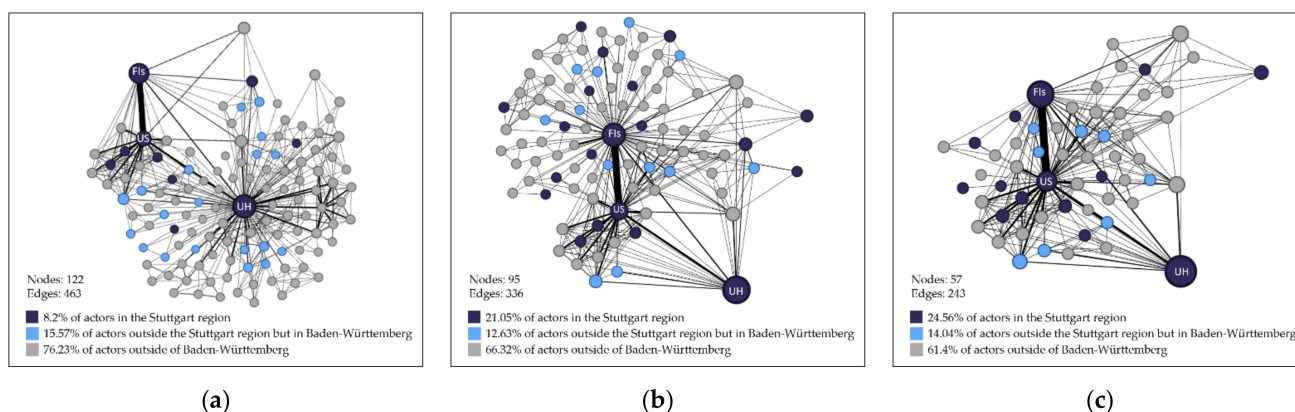 FIs
US
UH
Nodes: 122
Edges: 463
8.2% of actors in the Stuttgart region
15.57% of actors outside the Stuttgart region but in Baden-Württemberg
76.23% of actors outside of Baden-Württemberg
(a)
FIs
US
UH
Nodes: 95
Edges: 336
21.05% of actors in the Stuttgart region
12.63% of actors outside the Stuttgart region but in Baden-Württemberg
66.32% of actors outside of Baden-Württemberg
(b)
FIs
US
UH
Nodes: 57
Edges: 243
24.56% of actors in the Stuttgart region
14.04% of actors outside the Stuttgart region but in Baden-Württemberg
61.4% of actors outside of Baden-Württemberg
(c)